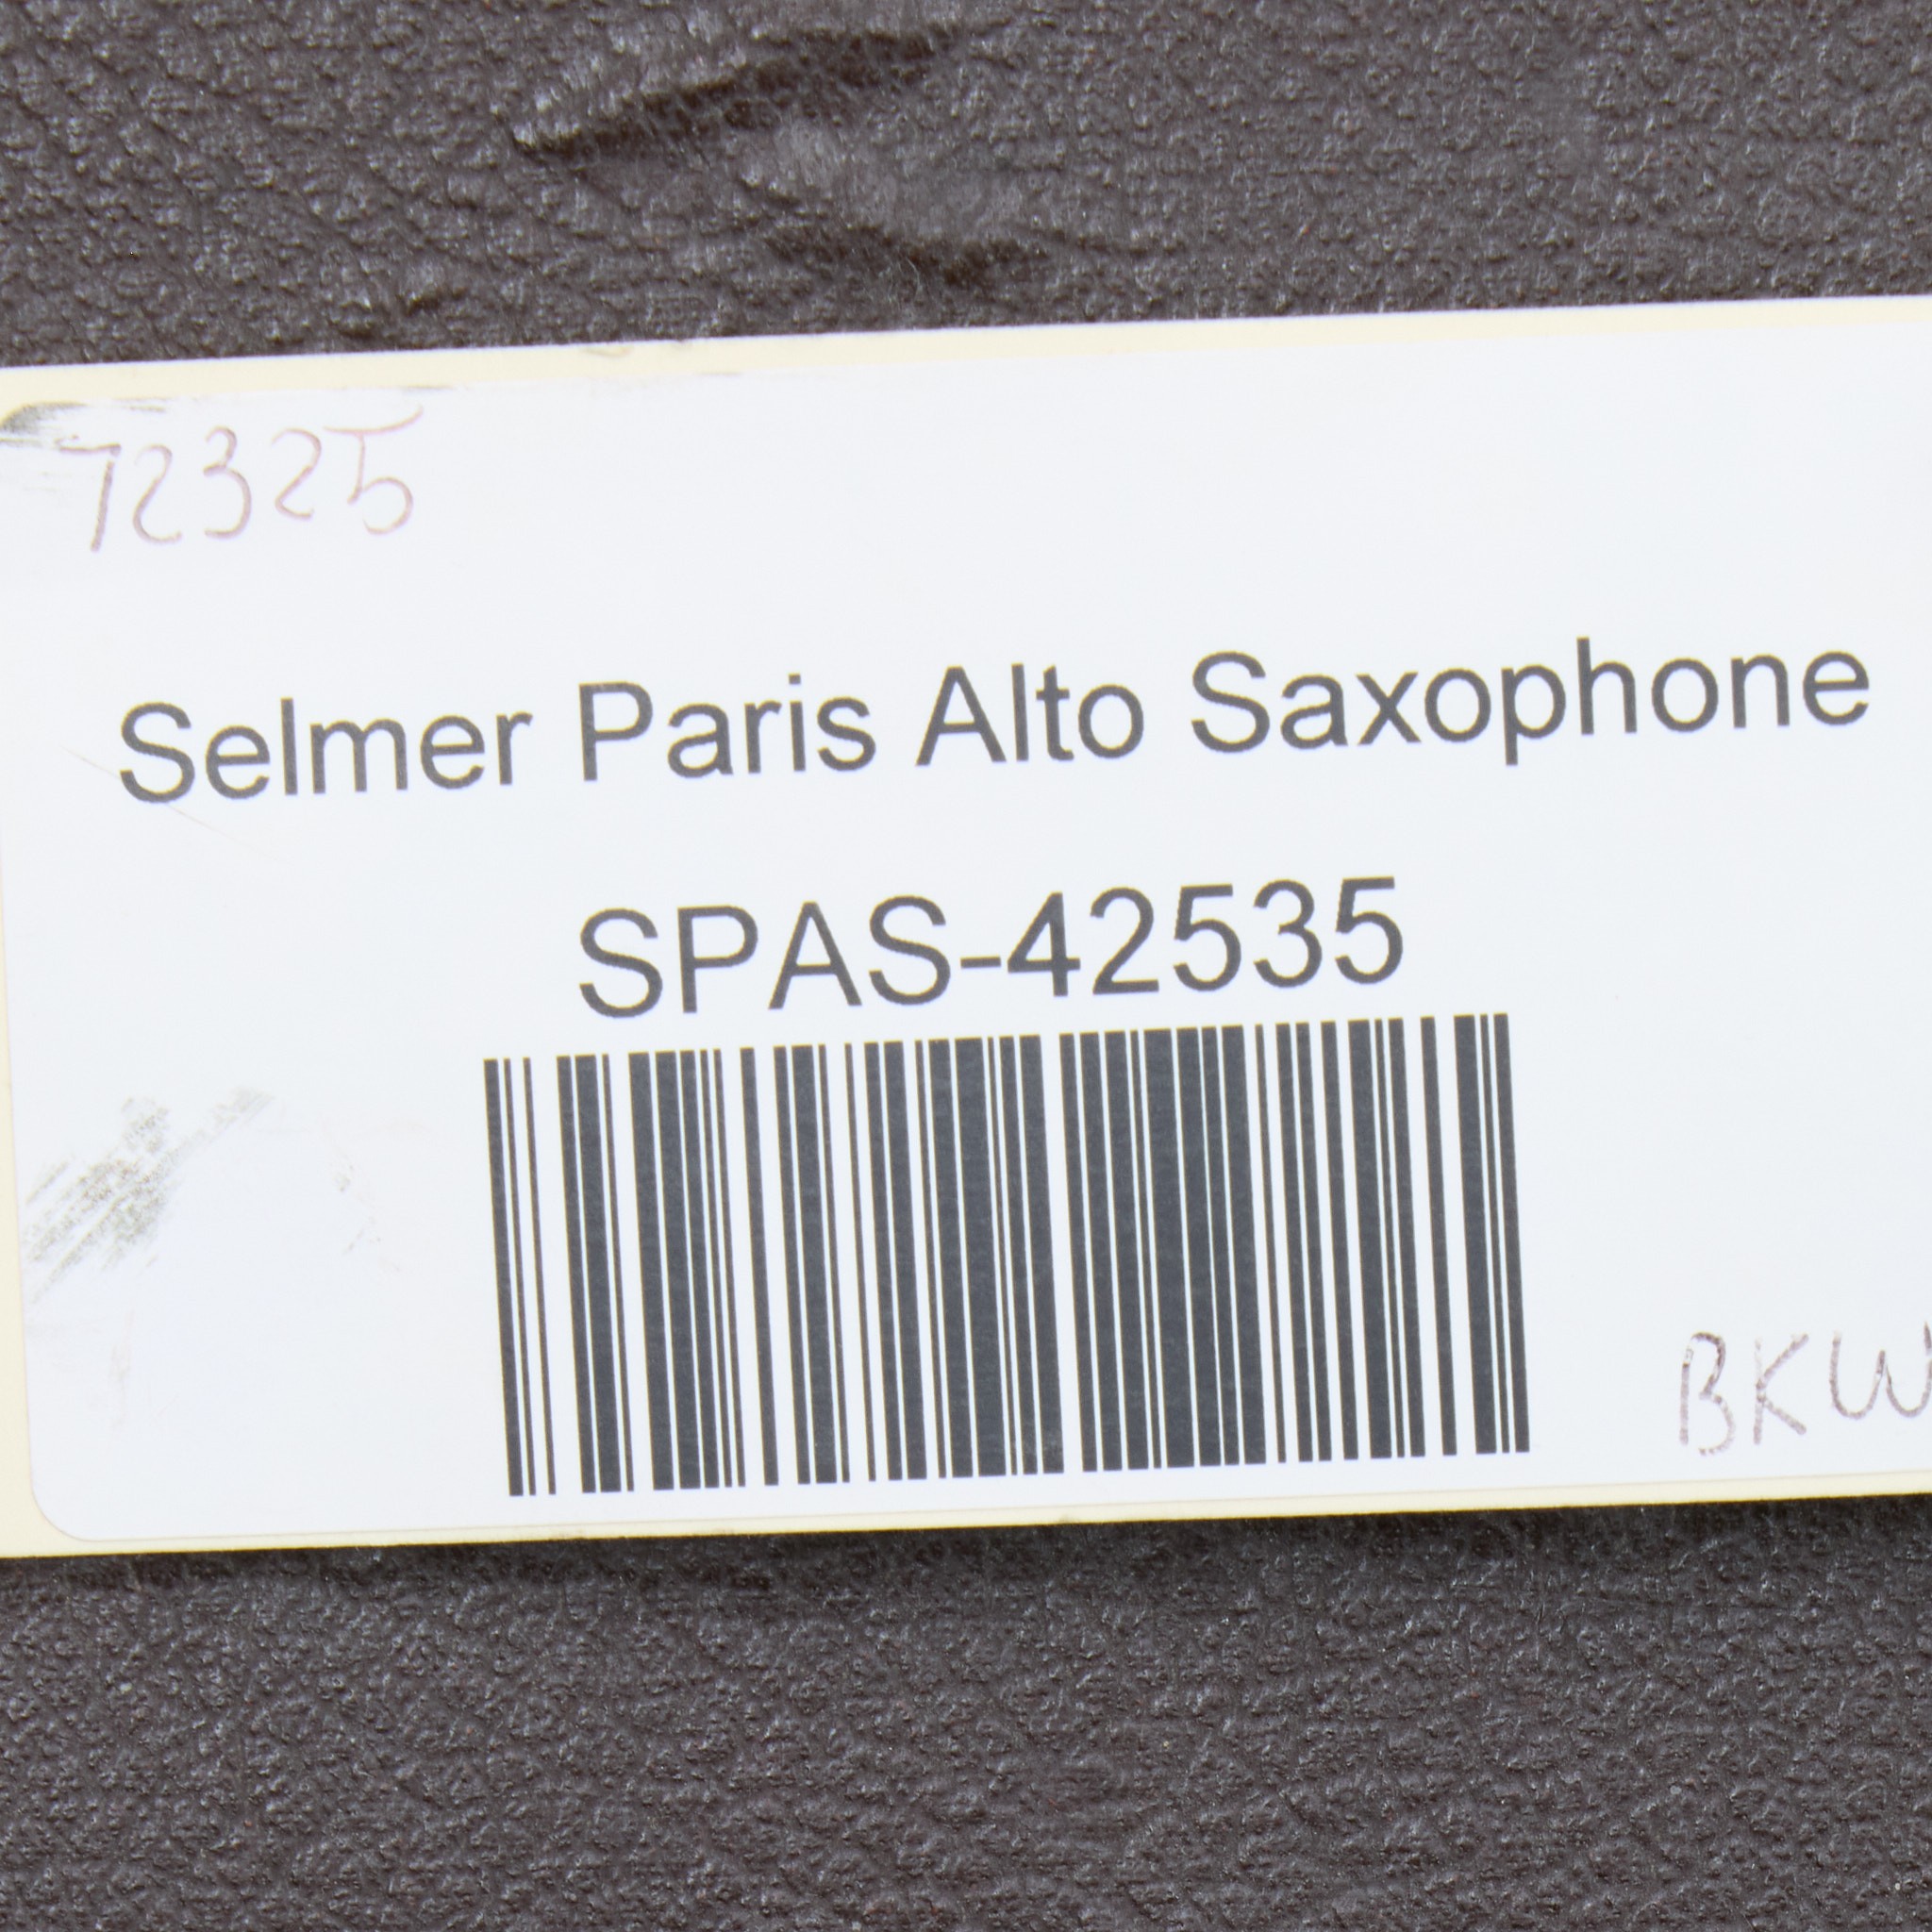 72325
Selmer Paris Alto Saxophone
SPAS-42535
BKW